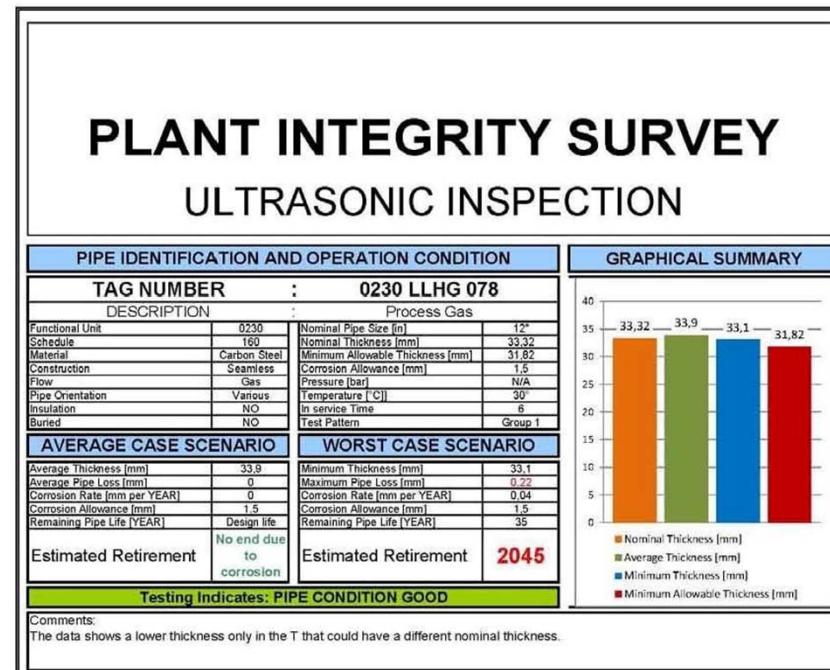 PLANT INTEGRITY SURVEY
ULTRASONIC INSPECTION
PIPE IDENTIFICATION AND OPERATION CONDITION
TAG NUMBER : 0230 LLHG 078
DESCRIPTION : Process Gas
Functional Unit 0230 Nominal Pipe Size [in] 12"
Schedule 160 Nominal Thickness [mm] 33,32
Material Carbon Steel Minimum Allowable Thickness [mm] 31,82
Construction Seamless Corrosion Allowance [mm] 1,5
Flow Gas Pressure [bar] N/A
Pipe Orientation Various Temperature [°C]] 30°
Insulation NO In service Time 6
Buried NO Test Pattern Group 1
AVERAGE CASE SCENARIO WORST CASE SCENARIO
Average Thickness [mm] 33,9 Minimum Thickness [mm] 33,1
Average Pipe Loss [mm] 0 Maximum Pipe Loss [mm] 0,22
Corrosion Rate [mm per YEAR] 0 Corrosion Rate [mm per YEAR] 0,04
Corrosion Allowance [mm] 1,5 Corrosion Allowance [mm] 1,5
Remaining Pipe Life [YEAR] Design life Remaining Pipe Life [YEAR] 35
Estimated Retirement No end due
to
corrosion
Estimated Retirement 2045
Testing Indicates: PIPE CONDITION GOOD
GRAPHICAL SUMMARY
40
35
30
25
20
15
10
5
0
33,32 33,9 33,1 31,82
Nominal Thickness [mm]
Average Thickness [mm]
Minimum Thickness [mm]
Minimum Allowable Thickness [mm]
Comments:
The data shows a lower thickness only in the T that could have a different nominal thickness.